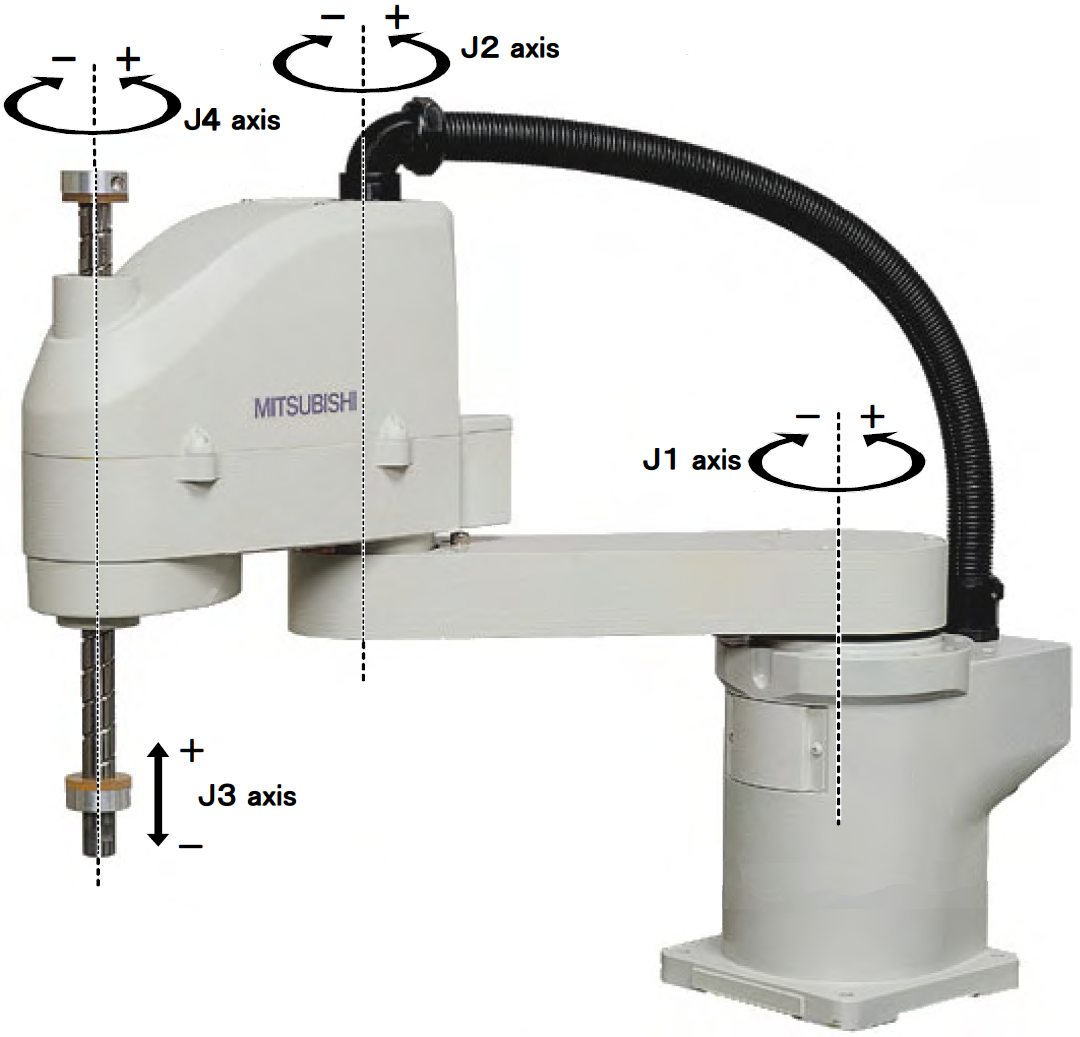 − +
J2 axis
− +
J4 axis
MITSUBISHI
− +
J1 axis
+
J3 axis
−